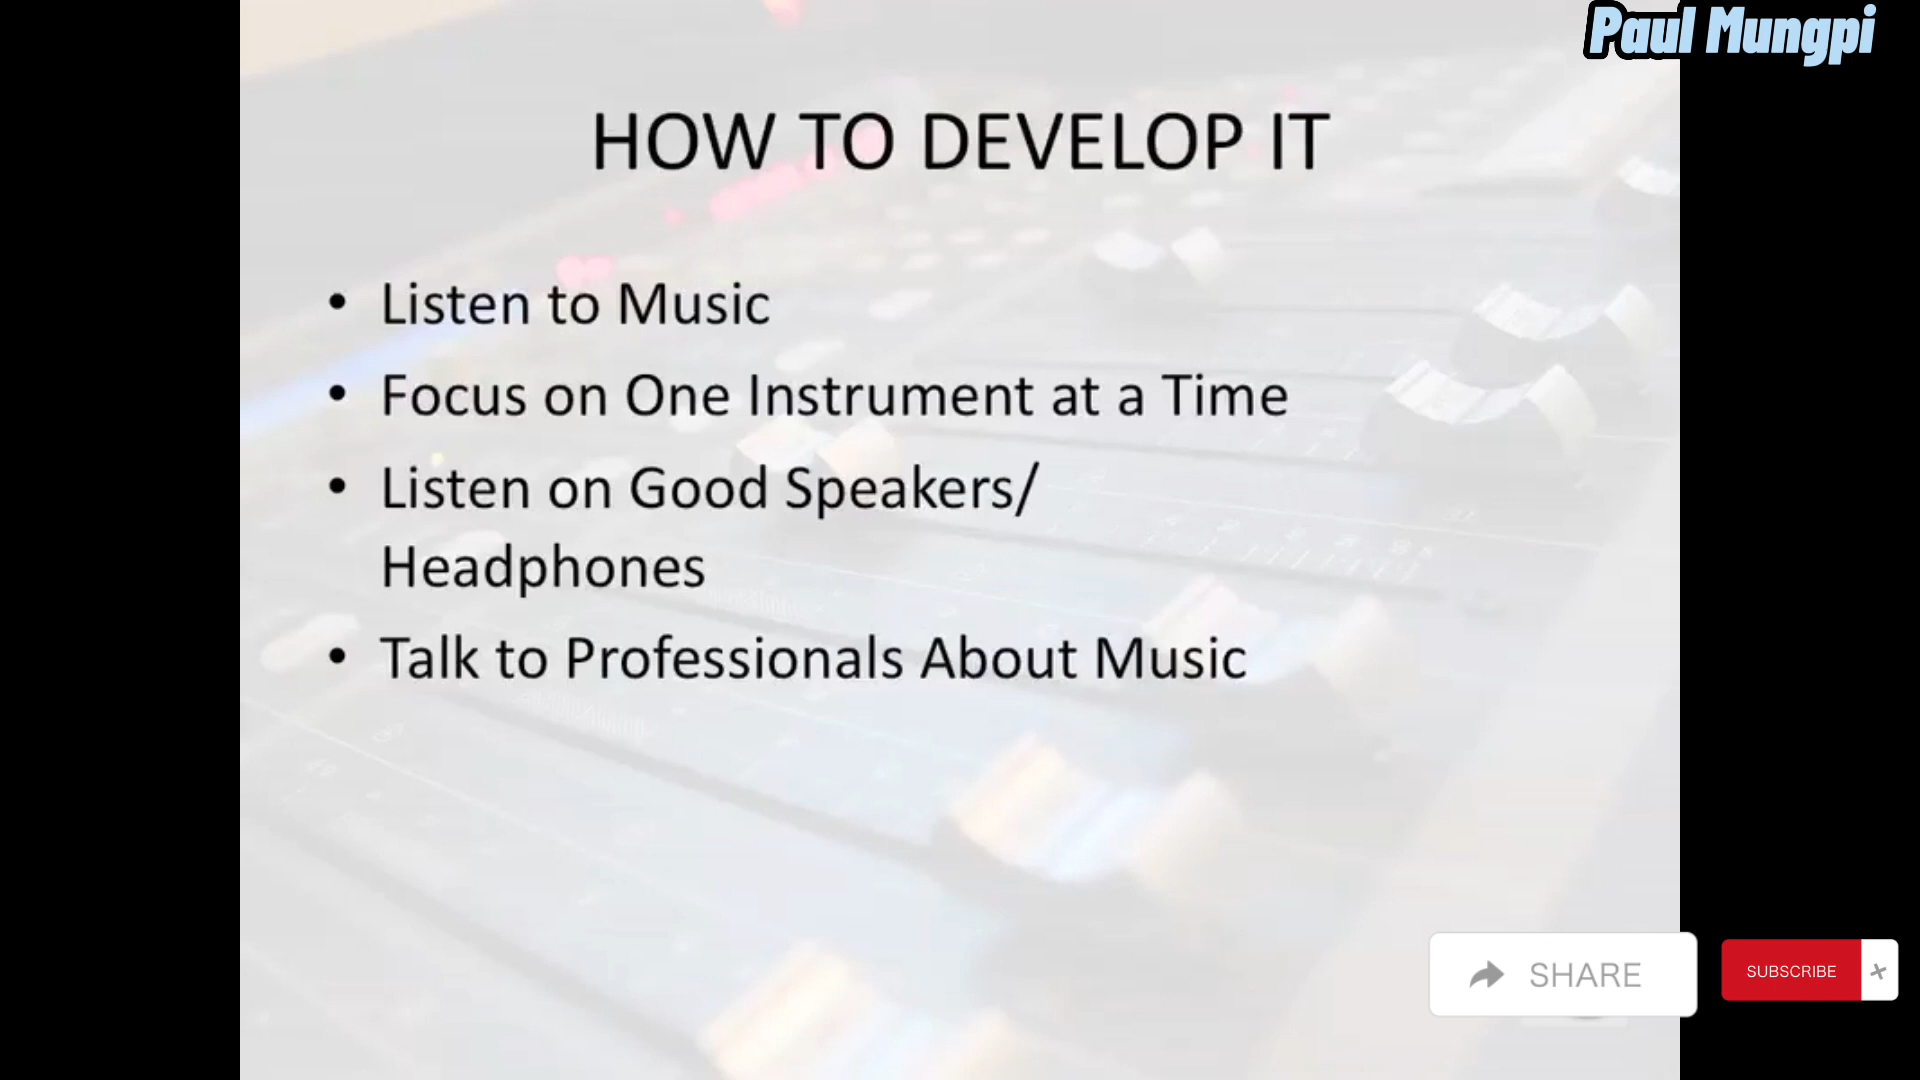 Paul Mungpi
HOW TO DEVELOP IT
• Listen to Music
• Focus on One Instrument at a Time
• Listen on Good Speakers/
Headphones
• Talk to Professionals About Music
SHARE
SUBSCRIBE